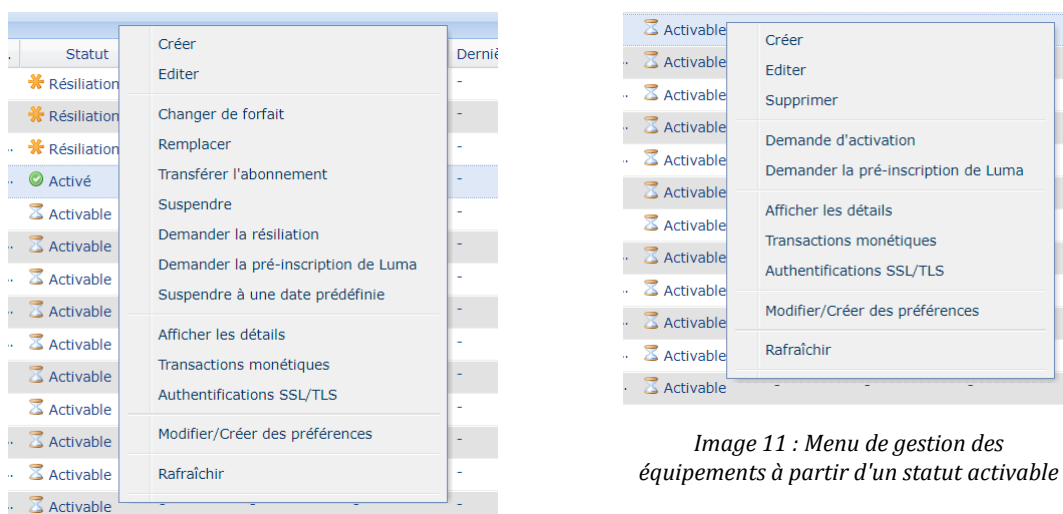 Statut
Derniè
Résiliation
-
Résiliation
-
Résiliation
-
Activé
-
Activable
-
Activable
-
Activable
-
Activable
-
Activable
-
Activable
-
Activable
-
Activable
-
Activable
-
Activable - - - -
Créer
Editer
Changer de forfait
Remplacer
Transférer l'abonnement
Suspendre
Demander la résiliation
Demander la pré-inscription de Luma
Suspendre à une date prédéfinie
Afficher les détails
Transactions monétiques
Authentifications SSL/TLS
Modifier/Créer des préférences
Rafraîchir
Activable
Activable
Activable
Activable
Activable
Activable
Activable
Activable
Activable
Activable
Activable
Activable - - -
Créer
Editer
Supprimer
Demande d'activation
Demander la pré-inscription de Luma
Afficher les détails
Transactions monétiques
Authentifications SSL/TLS
Modifier/Créer des préférences
Rafraîchir
Image 11 : Menu de gestion des
équipements à partir d'un statut activable